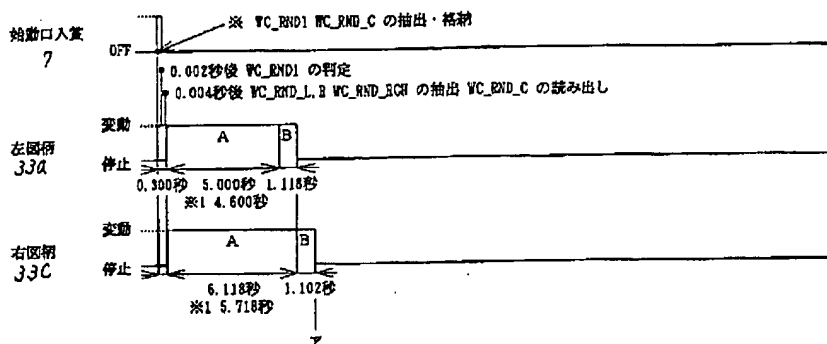 ※ WC_RND1 WC_RND_C の抽出・格納
始動口入賞
7
OFF
0.002秒後 WC_RND1 の判定
0.004秒後 WC_RND_L,R WC_RND_RCH の抽出 WC_RND_C の読み出し
変動
A
B
左図柄
33a
停止
0.300秒
5.000秒
1.118秒
※1 4.600秒
変動
A
B
右図柄
33C
停止
6.118秒
1.102秒
※1 5.718秒
ア